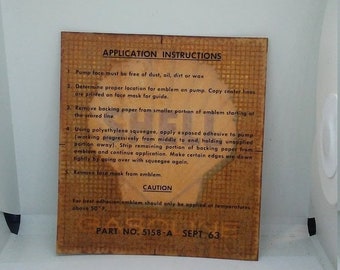 APPLICATION INSTRUCTIONS
1. Pump face must be free of dust, oil, dirt or wax
2. Determine proper location for emblem on pump. Copy center lines
are printed on face mask for guide.
3. Remove backing paper from smaller portion of emblem starting at
the scored line
4. Using polyethylene squeegee, apply exposed adhesive to pump
(working progressively from middle to end, holding unapplied
portion away). Strip remaining portion of backing paper from
emblem and continue application. Make certain edges are down
tightly by going over with squeegee again.
5. Remove face mask from emblem.
CAUTION
For best adhesion emblem should only be applied at temperatures
above 50°F.
PART NO. 5158-A SEPT 63